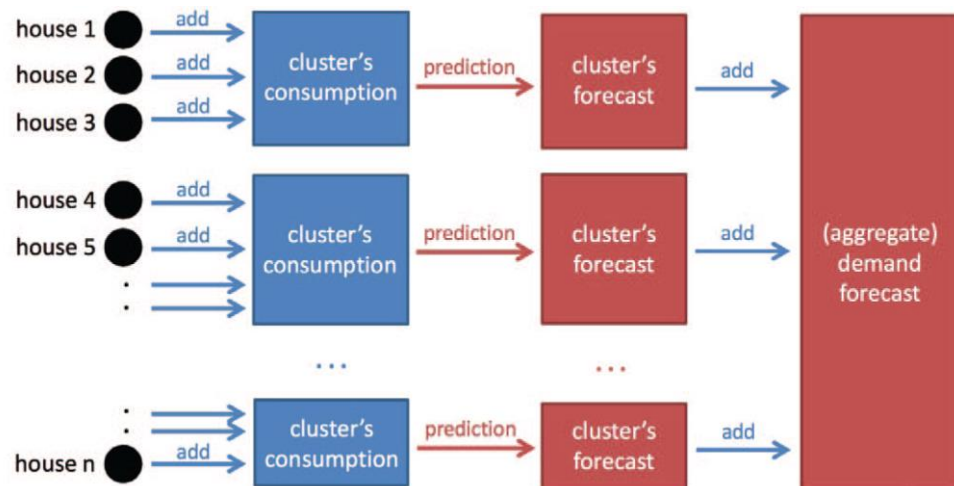 house 1
add
house 2
add
house 3
add
cluster's
consumption
prediction
cluster's
forecast
add
house 4
add
house 5
add
.
.
cluster's
consumption
prediction
cluster's
forecast
add
(aggregate)
demand
forecast
...
...
.
.
house n
add
cluster's
consumption
prediction
cluster's
forecast
add